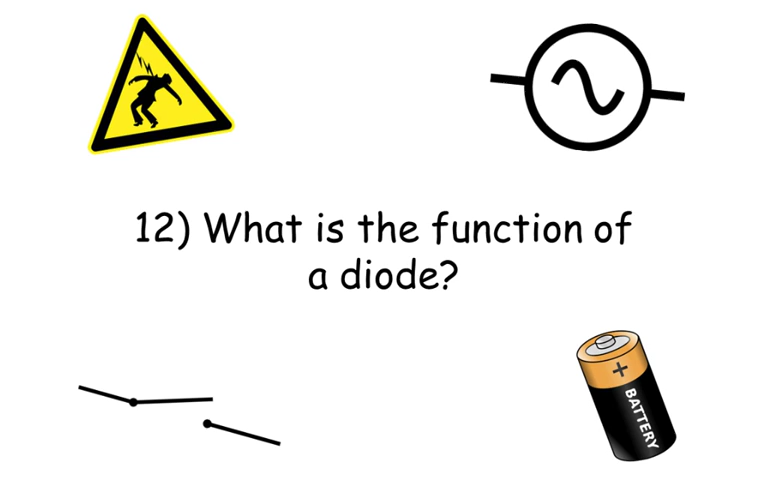 12) What is the function of
a diode?
+
BATTERY